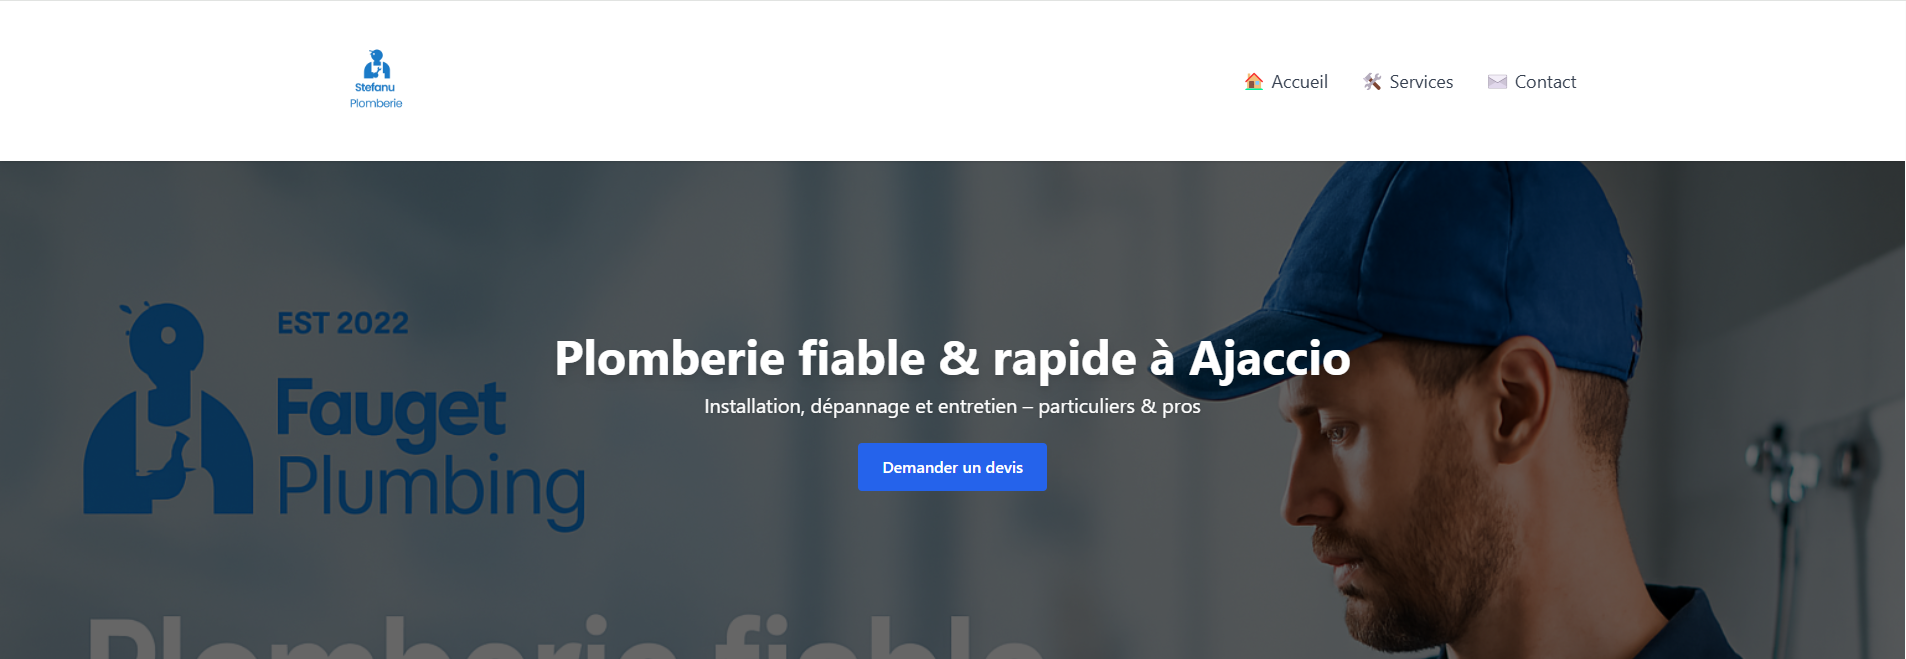 Stefanu
Plomberie
🏠 Accueil
🛠 Services
✉ Contact
EST 2022
Fauget
Plumbing
Plomberie fiable & rapide à Ajaccio
Installation, dépannage et entretien – particuliers & pros
Demander un devis
Plomberie fiable